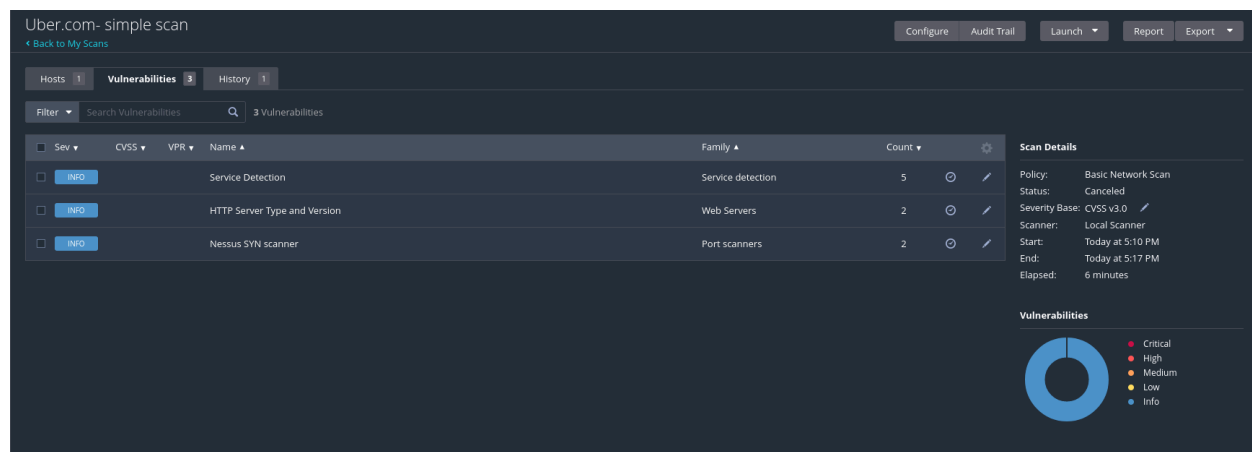 Uber.com- simple scan
Configure Audit Trail Launch Report Export
Back to My Scans
Hosts 1 Vulnerabilities 3 History 1
Filter Search Vulnerabilities 3 Vulnerabilities
Sev CVSS VPR Name Family Count
INFO Service Detection Service detection 5
INFO HTTP Server Type and Version Web Servers 2
INFO Nessus SYN scanner Port scanners 2
Scan Details
Policy: Basic Network Scan
Status: Canceled
Severity Base: CVSS v3.0
Scanner: Local Scanner
Start: Today at 5:10 PM
End: Today at 5:17 PM
Elapsed: 6 minutes
Vulnerabilities
Critical
High
Medium
Low
Info